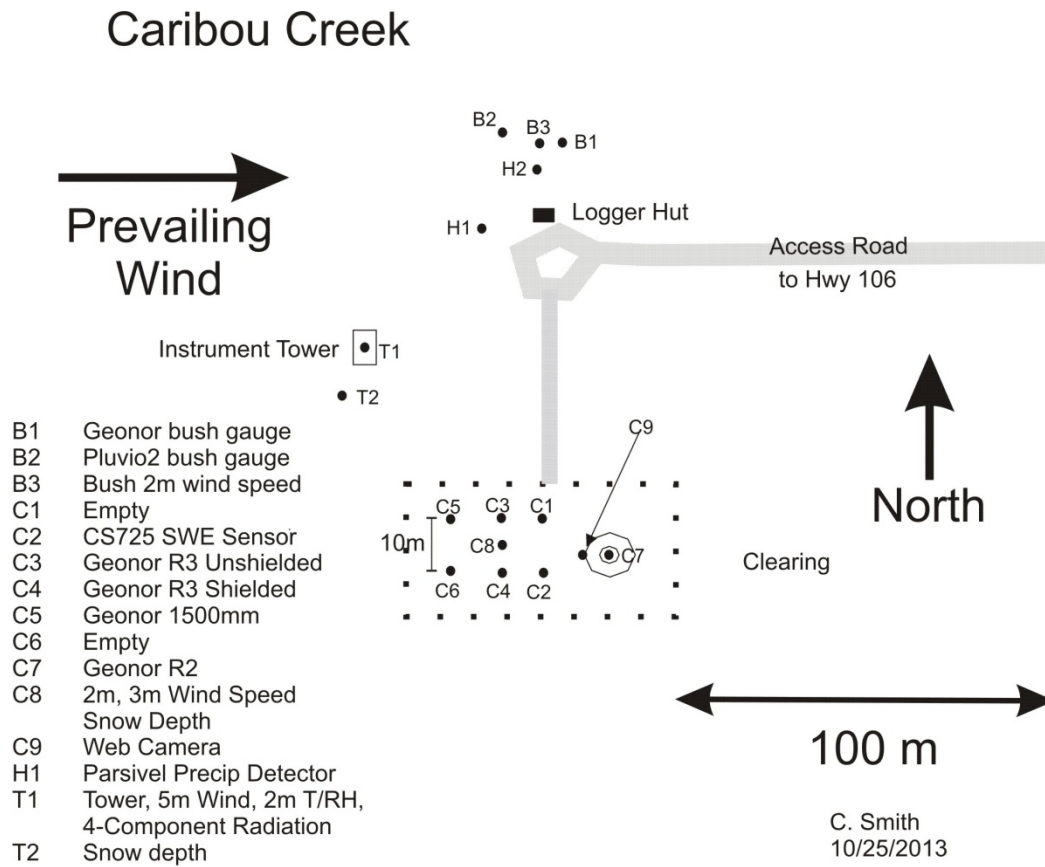 Caribou Creek
B2
B3
B1
H2
Prevailing
Wind
H1
Logger Hut
Access Road
to Hwy 106
Instrument Tower
T1
T2
North
C9
C5
C3
C1
10m
C8
C7
C6
C4
C2
Clearing
B1 Geonor bush gauge
B2 Pluvio2 bush gauge
B3 Bush 2m wind speed
C1 Empty
C2 CS725 SWE Sensor
C3 Geonor R3 Unshielded
C4 Geonor R3 Shielded
C5 Geonor 1500mm
C6 Empty
C7 Geonor R2
C8 2m, 3m Wind Speed
Snow Depth
C9 Web Camera
H1 Parsivel Precip Detector
T1 Tower, 5m Wind, 2m T/RH,
4-Component Radiation
T2 Snow depth
100 m
C. Smith
10/25/2013